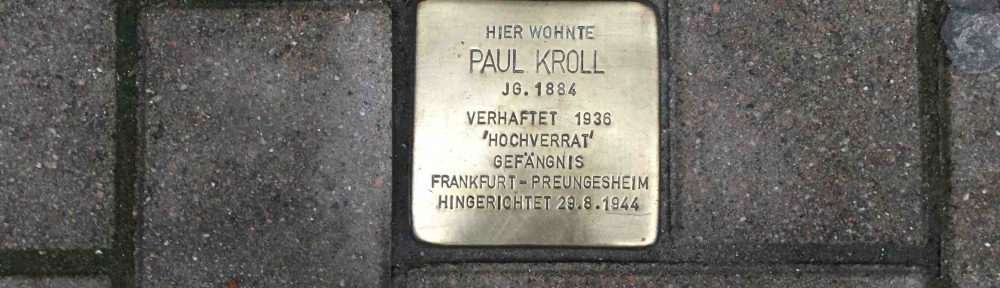 HIER WOHNTE
PAUL KROLL
JG. 1884
VERHAFTET 1936
'HOCHVERRAT'
GEFÄNGNIS
FRANKFURT-PREUNGESHEIM
HINGERICHTET 29.8.1944